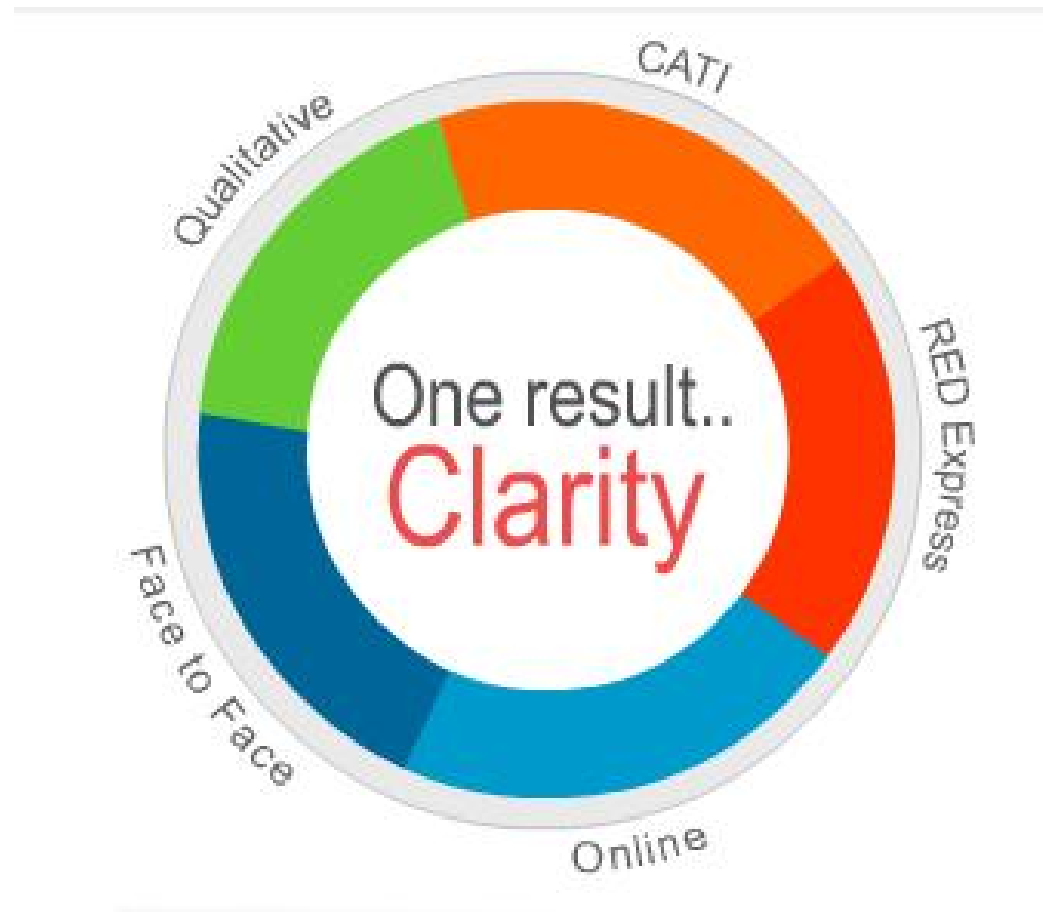 CATI
Qualitative
RED Express
One result..
Clarity
Face to Face
Online